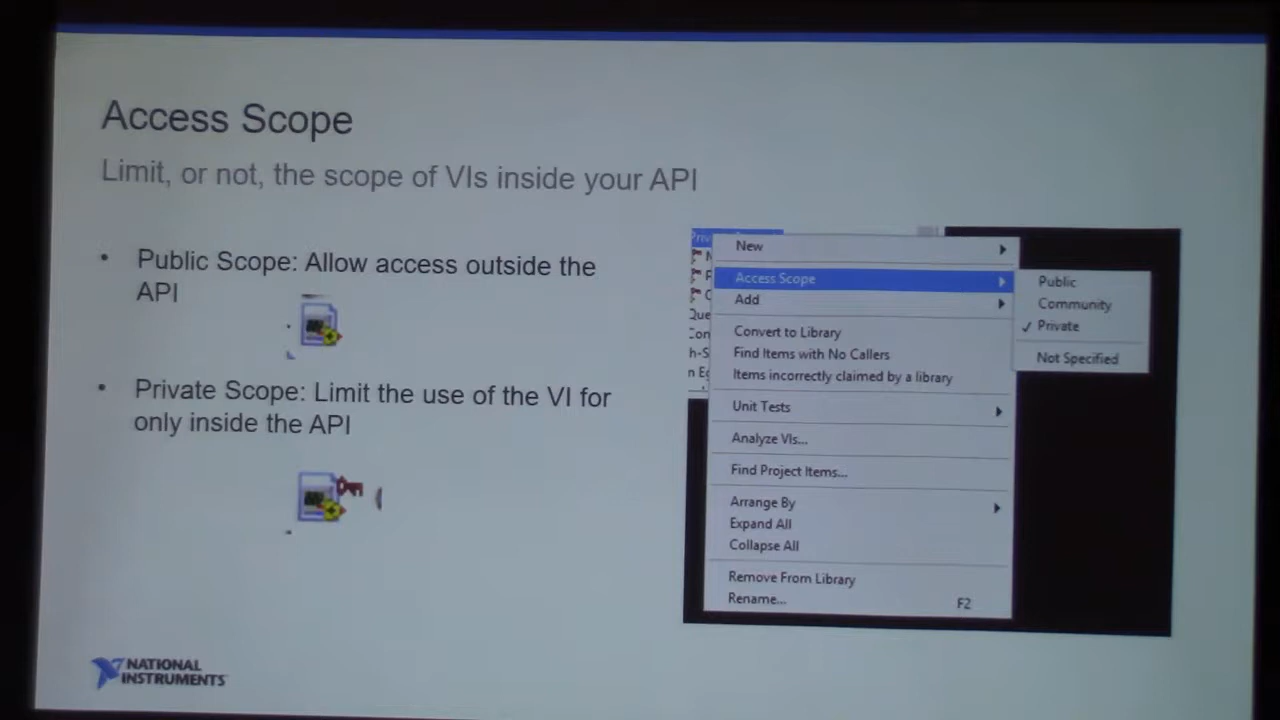 Access Scope
Limit, or not, the scope of VIs inside your API
• Public Scope: Allow access outside the
API
• Private Scope: Limit the use of the VI for
only inside the API
New
Access Scope
Add
Convert to Library
Find Items with No Callers
Items incorrectly claimed by a library
Unit Tests
Analyze VIs...
Find Project Items...
Arrange By
Expand All
Collapse All
Remove From Library
Rename... F2
Public
Community
✓ Private
Not Specified
NATIONAL
INSTRUMENTS